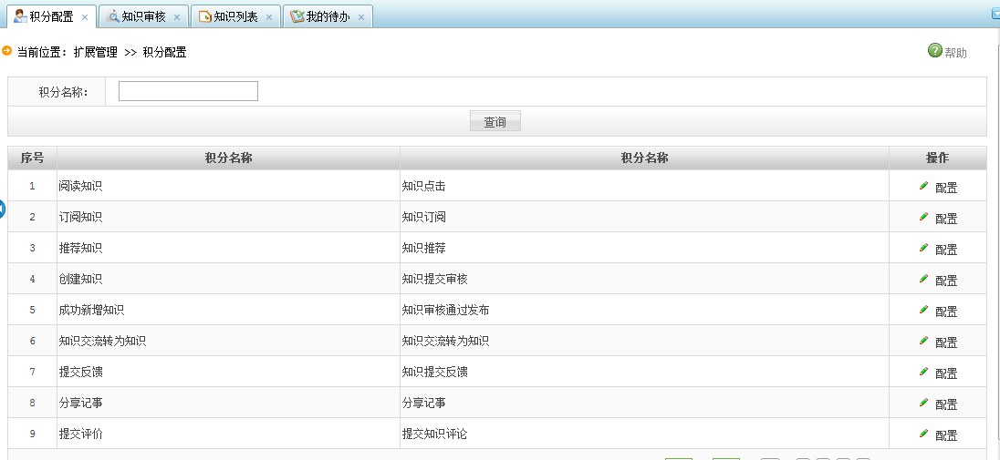 积分配置 × 知识审核 × 知识列表 × 我的待办 ×
当前位置: 扩展管理 >> 积分配置 ? 帮助
积分名称:
查询
序号 积分名称 积分名称 操作
1 阅读知识 知识点击 配置
2 订阅知识 知识订阅 配置
3 推荐知识 知识推荐 配置
4 创建知识 知识提交审核 配置
5 成功新增知识 知识审核通过发布 配置
6 知识交流转为知识 知识交流转为知识 配置
7 提交反馈 知识提交反馈 配置
8 分享记事 分享记事 配置
9 提交评价 提交知识评论 配置